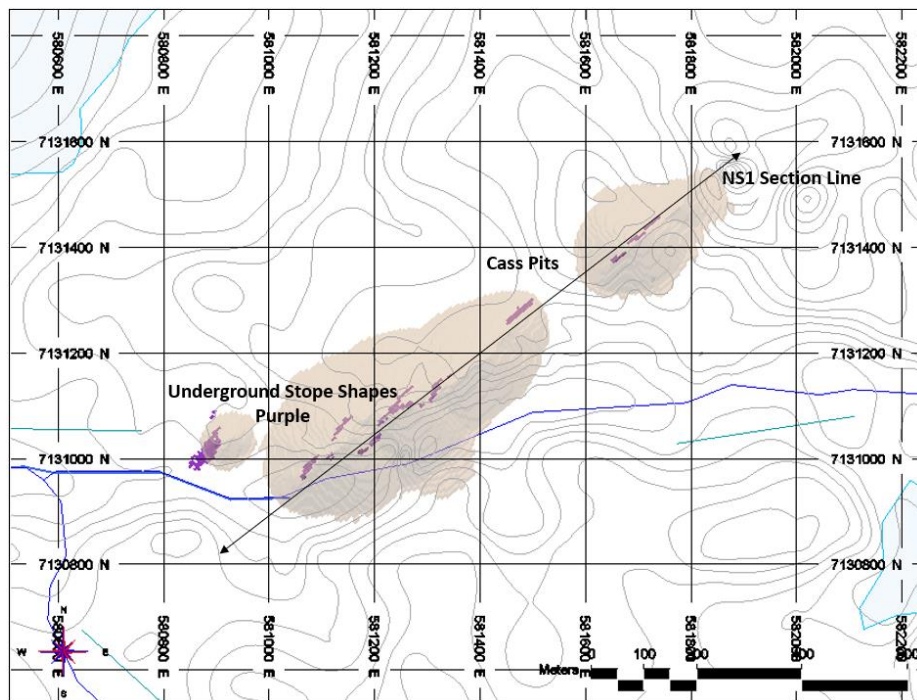 580600 E
580800 E
581000 E
581200 E
581400 E
581600 E
581800 E
582000 E
582200 E
7131600 N
7131600 N
NS1 Section Line
7131400 N
7131400 N
Cass Pits
7131200 N
7131200 N
Underground Stope Shapes
Purple
7131000 N
7131000 N
7130800 N
7130800 N
N
W
E
S
580800 E
581000 E
581200 E
581400 E
581600 E
Meters
0
100